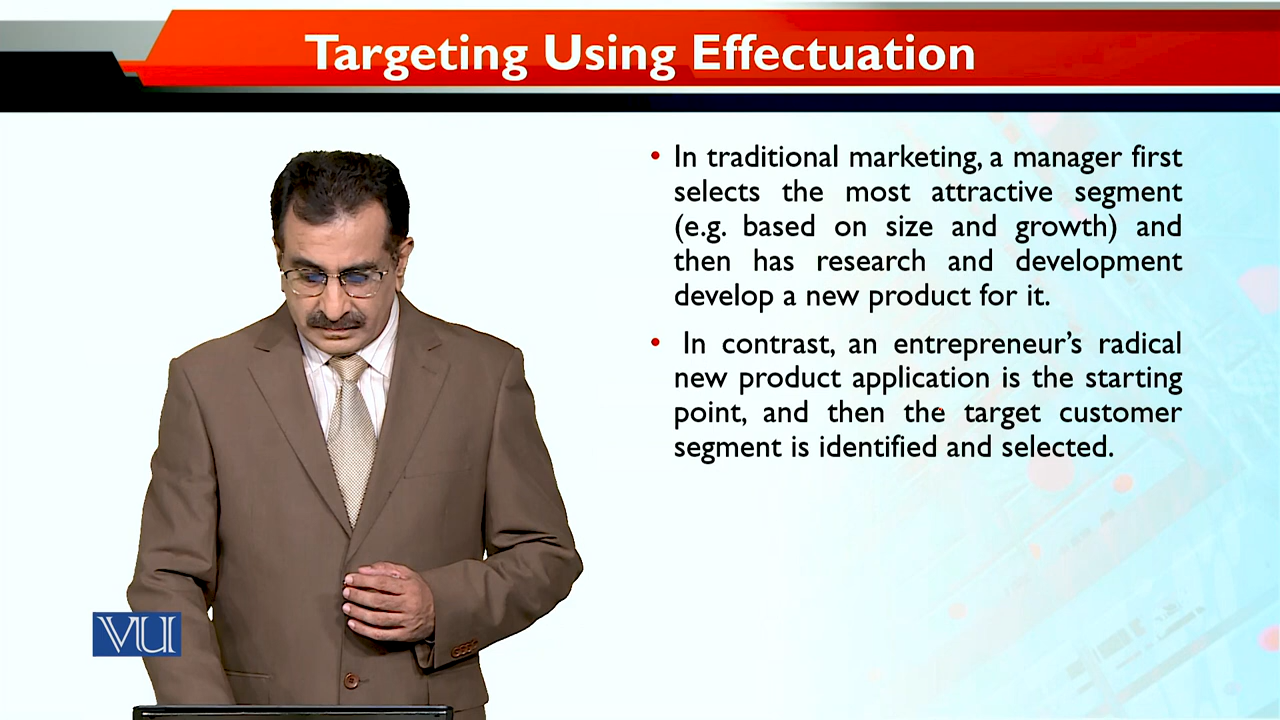 Targeting Using Effectuation
• In traditional marketing, a manager first
selects the most attractive segment
(e.g. based on size and growth) and
then has research and development
develop a new product for it.
• In contrast, an entrepreneur’s radical
new product application is the starting
point, and then the target customer
segment is identified and selected.
VU